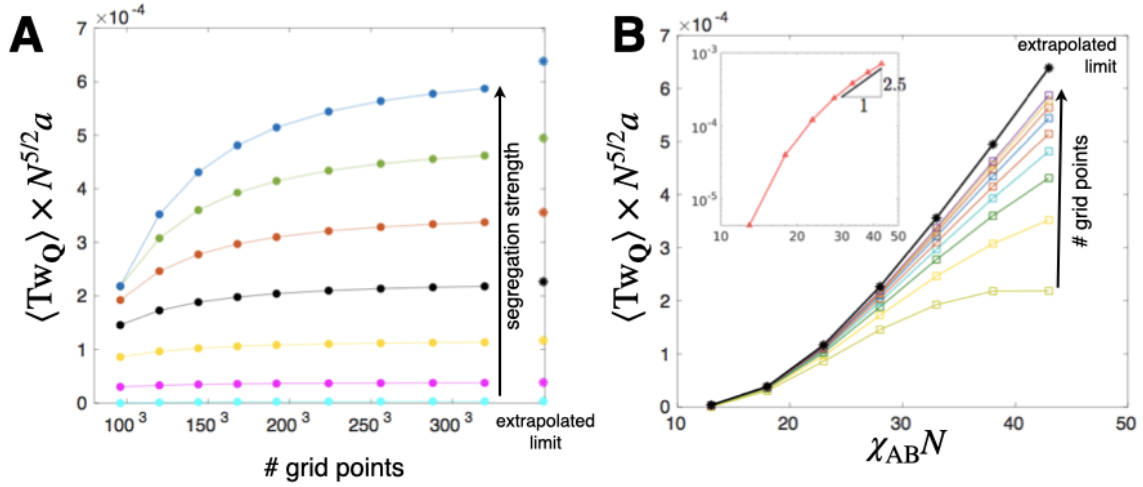 A
×10⁻⁴
7
6
5
4
3
2
1
0
⟨Tw_Q⟩ × N^{5/2}a
segregation strength
100³ 150³ 200³ 250³ 300³ extrapolated
limit
# grid points
B
×10⁻⁴
7
6
5
4
3
2
1
0
⟨Tw_Q⟩ × N^{5/2}a
10⁻³
10⁻⁴
10⁻⁵
10 20 30 40 50
2.5
1
extrapolated
limit
# grid points
10 20 30 40 50
χ_{AB}N